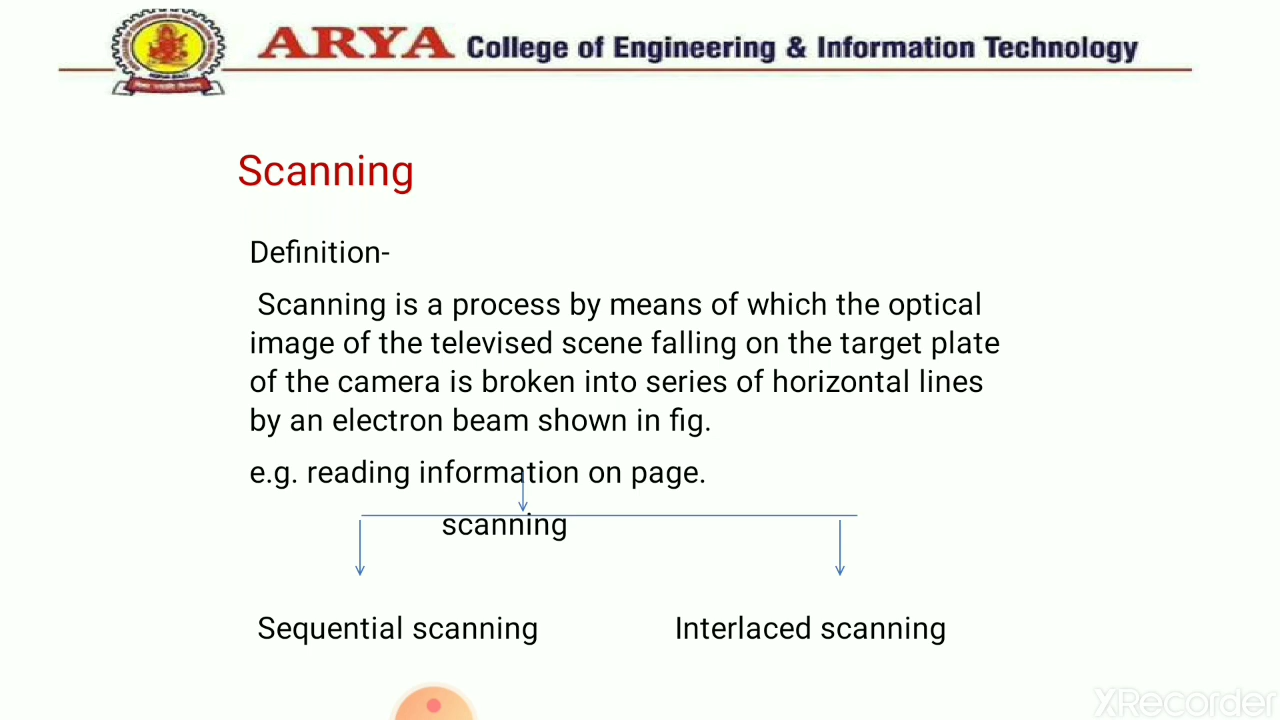 ARYA College of Engineering & Information Technology
Scanning
Definition-
Scanning is a process by means of which the optical
image of the televised scene falling on the target plate
of the camera is broken into series of horizontal lines
by an electron beam shown in fig.
e.g. reading information on page.
scanning
Sequential scanning Interlaced scanning
XRecorder